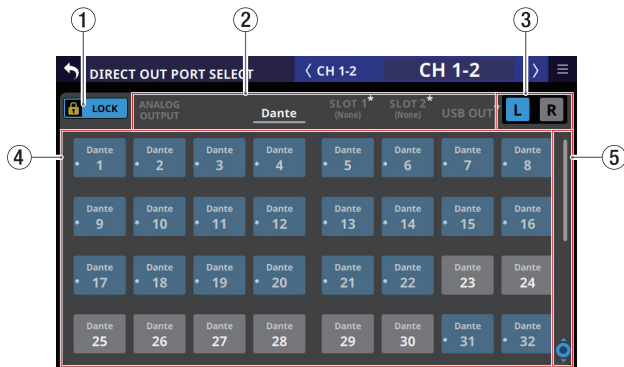 1 2 3
DIRECT OUT PORT SELECT 〈 CH 1-2 CH 1-2 〉
LOCK ANALOG OUTPUT Dante SLOT 1* (None) SLOT 2* (None) USB OUT* L R
4 5
Dante Dante Dante Dante Dante Dante Dante Dante
* 1 * 2 * 3 * 4 * 5 * 6 * 7 * 8
Dante Dante Dante Dante Dante Dante Dante Dante
* 9 * 10 * 11 * 12 * 13 * 14 * 15 * 16
Dante Dante Dante Dante Dante Dante Dante Dante
* 17 * 18 * 19 * 20 * 21 * 22 23 24
Dante Dante Dante Dante Dante Dante Dante Dante
25 26 27 28 29 30 * 31 * 32